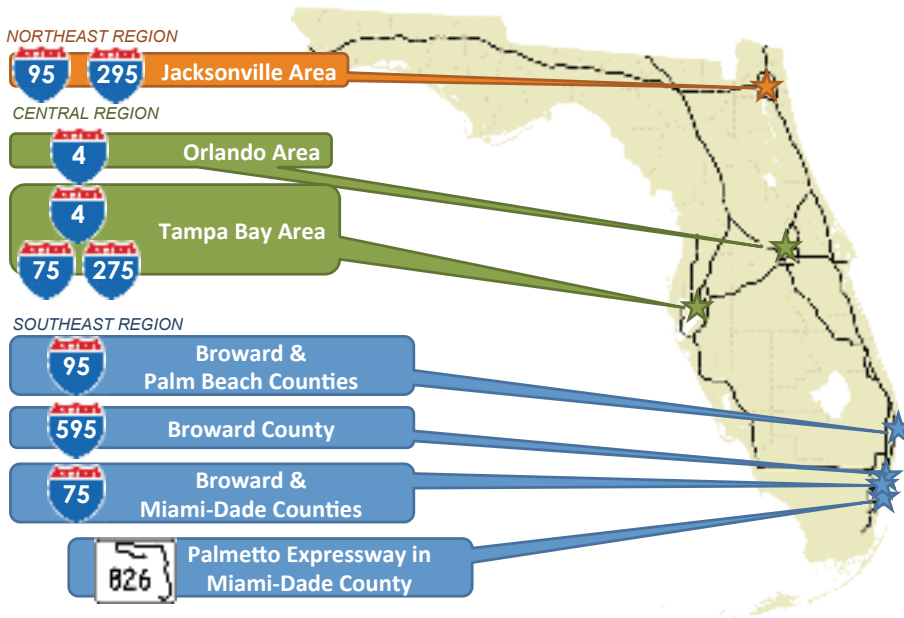 NORTHEAST REGION
95 295 Jacksonville Area
CENTRAL REGION
4 Orlando Area
4
Tampa Bay Area
75 275
SOUTHEAST REGION
95
Broward &
Palm Beach Counties
595 Broward County
75
Broward &
Miami-Dade Counties
826
Palmetto Expressway in
Miami-Dade County